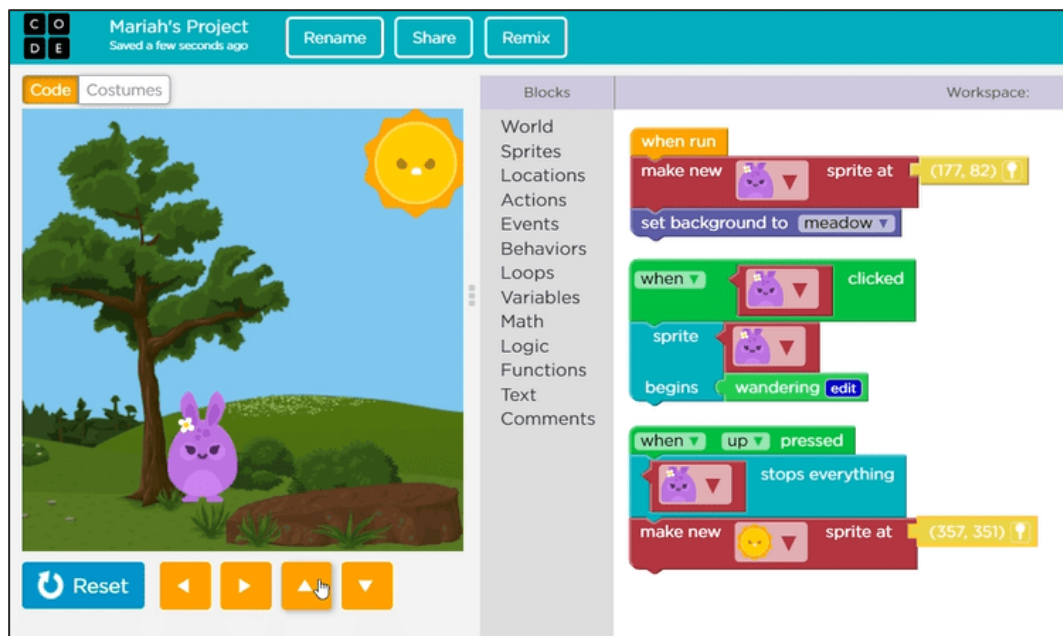 CODE
Mariah's Project
Saved a few seconds ago
Rename
Share
Remix
Code
Costumes
Blocks
Workspace:
World
Sprites
Locations
Actions
Events
Behaviors
Loops
Variables
Math
Logic
Functions
Text
Comments
when run
make new sprite at (177, 82)
set background to meadow
when clicked
sprite
begins wandering edit
when up pressed
stops everything
make new sprite at (357, 351)
Reset